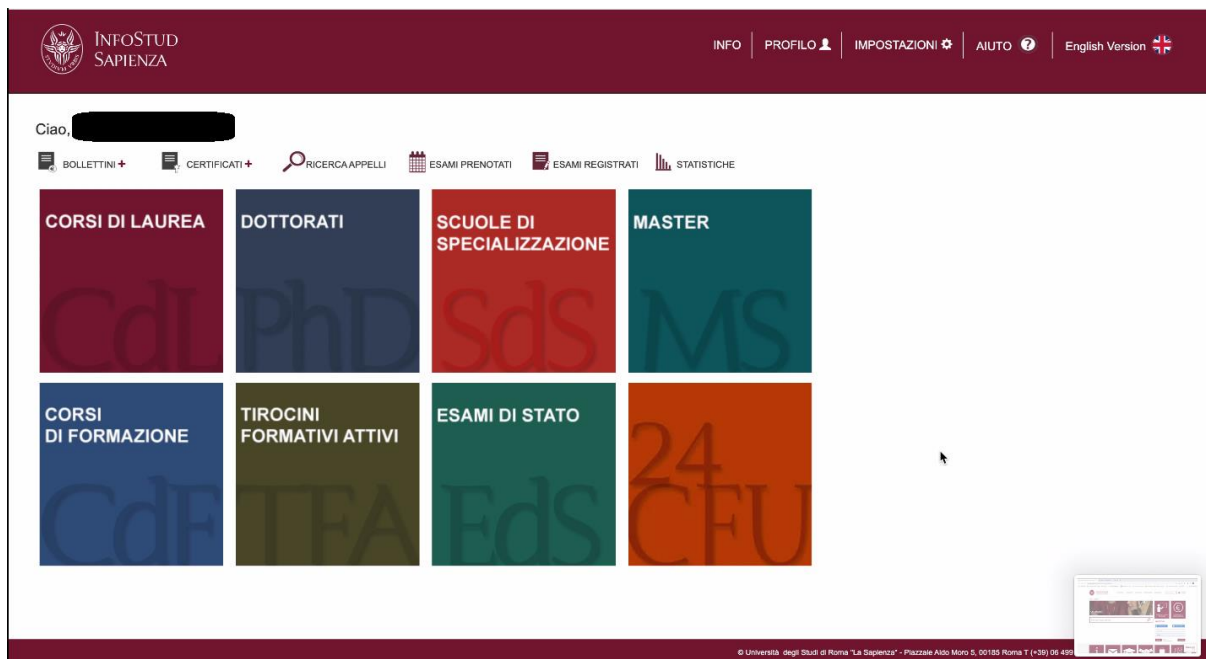 INFOSTUD
SAPIENZA
INFO PROFILO IMPOSTAZIONI AIUTO ? English Version
Ciao,
BOLLETTINI + CERTIFICATI + RICERCA APPELLI ESAMI PRENOTATI ESAMI REGISTRATI STATISTICHE
CORSI DI LAUREA
CdL
DOTTORATI
PhD
SCUOLE DI
SPECIALIZZAZIONE
SdS
MASTER
MS
CORSI
DI FORMAZIONE
CdF
TIROCINI
FORMATIVI ATTIVI
TFA
ESAMI DI STATO
EdS
24
CFU
© Università degli Studi di Roma "La Sapienza" - Piazzale Aldo Moro 5, 00185 Roma T (+39) 06 499